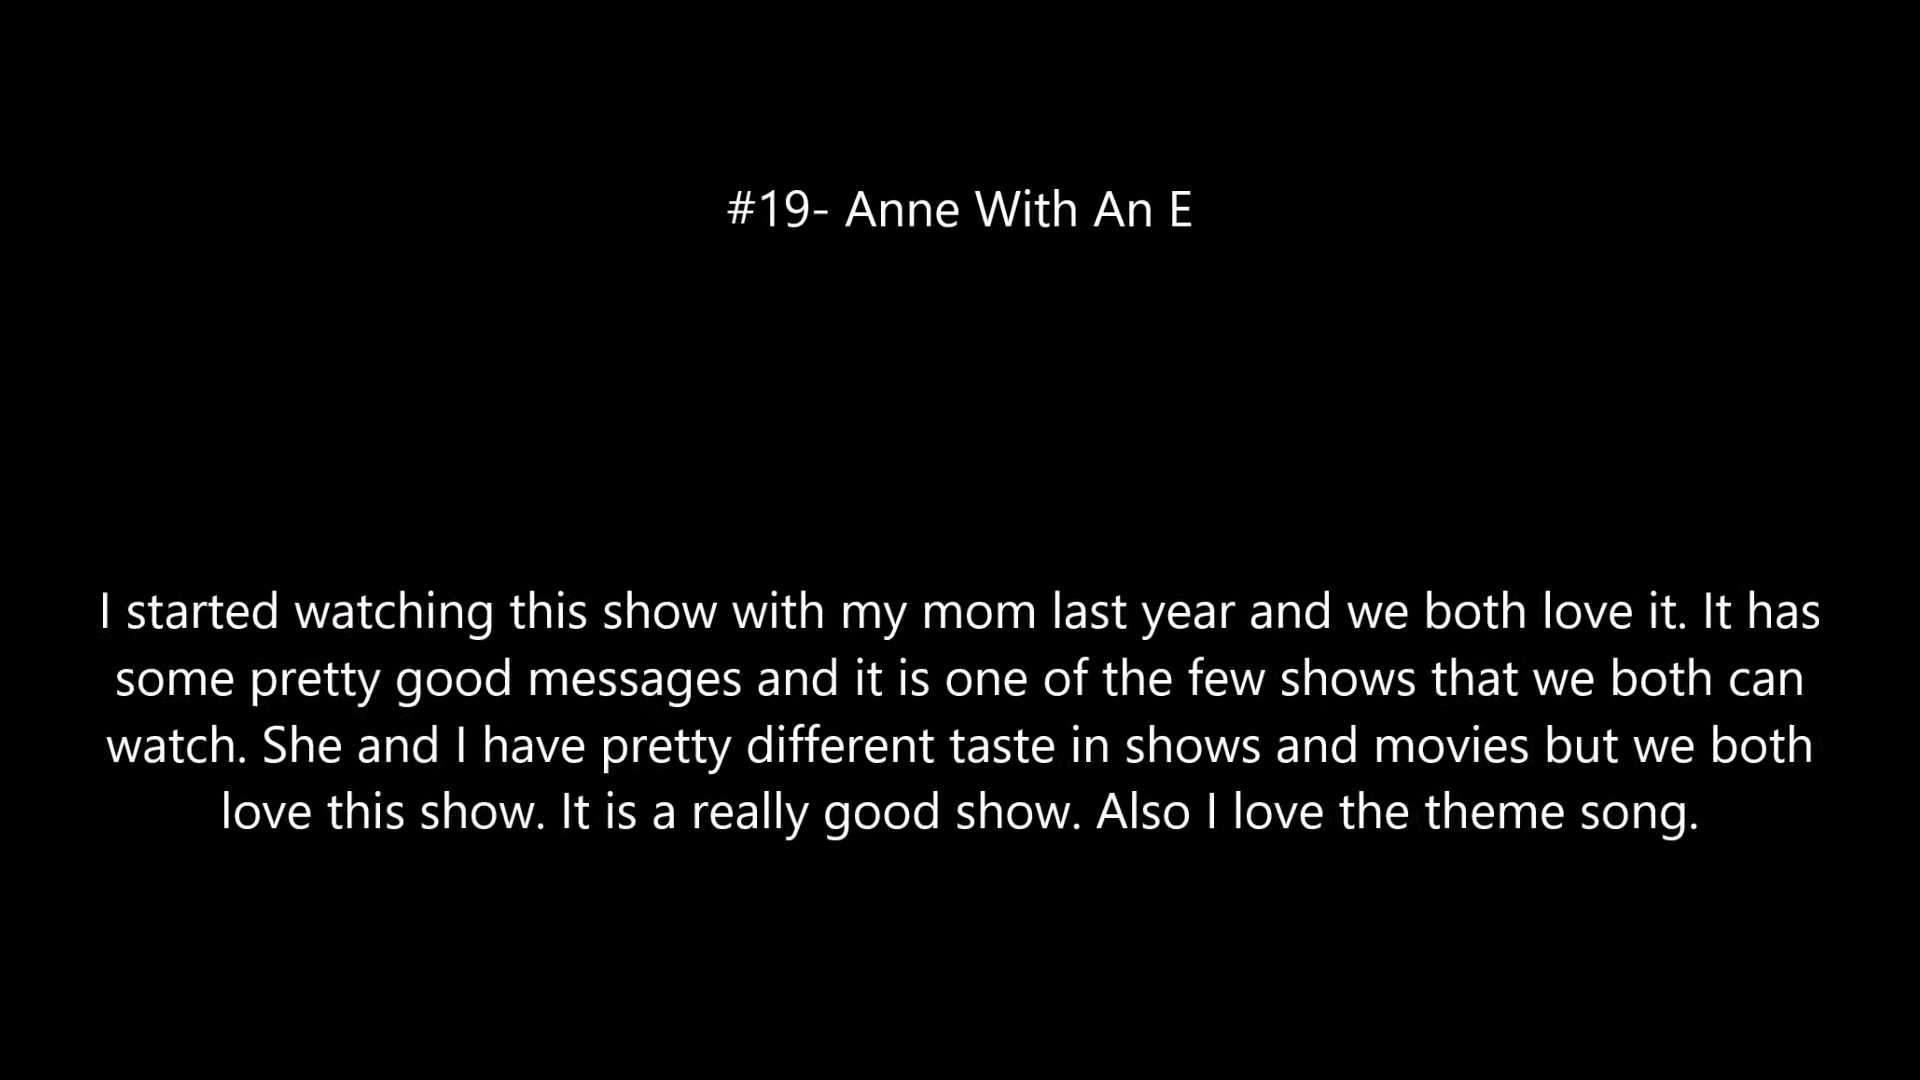 #19- Anne With An E
I started watching this show with my mom last year and we both love it. It has
some pretty good messages and it is one of the few shows that we both can
watch. She and I have pretty different taste in shows and movies but we both
love this show. It is a really good show. Also I love the theme song.